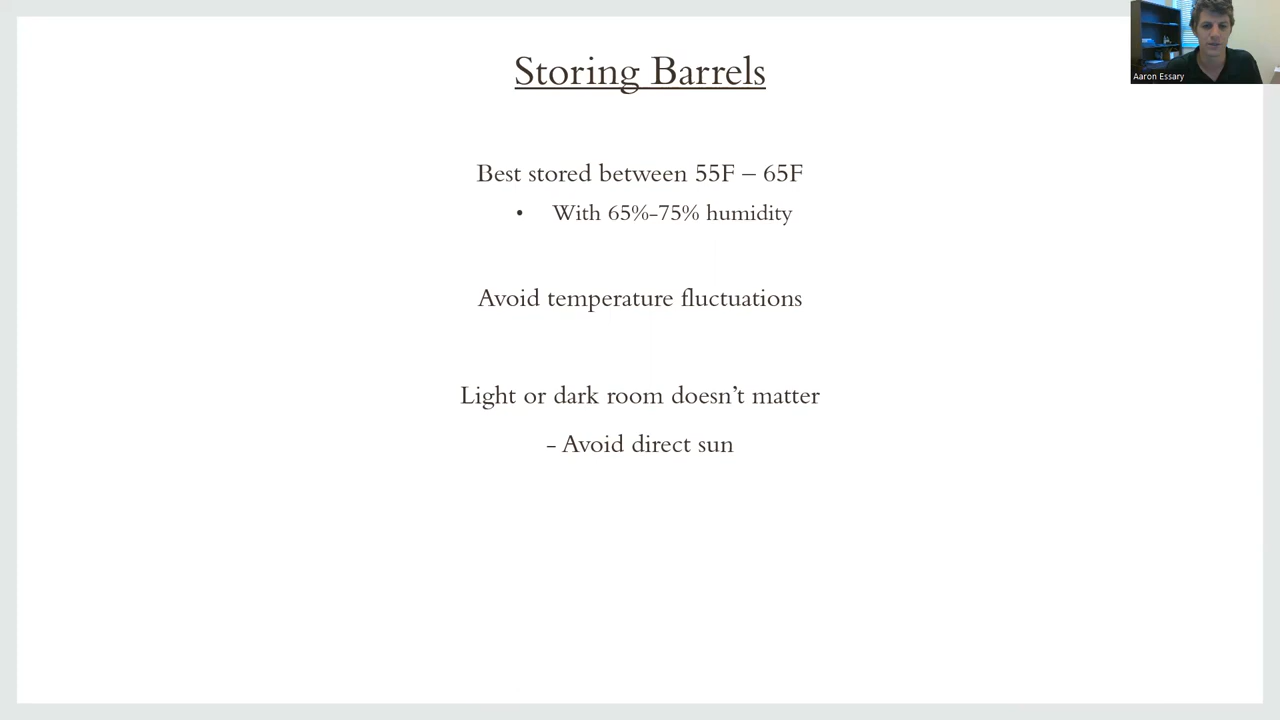 Storing Barrels
Aaron Essary
Best stored between 55F – 65F
• With 65%-75% humidity
Avoid temperature fluctuations
Light or dark room doesn’t matter
- Avoid direct sun